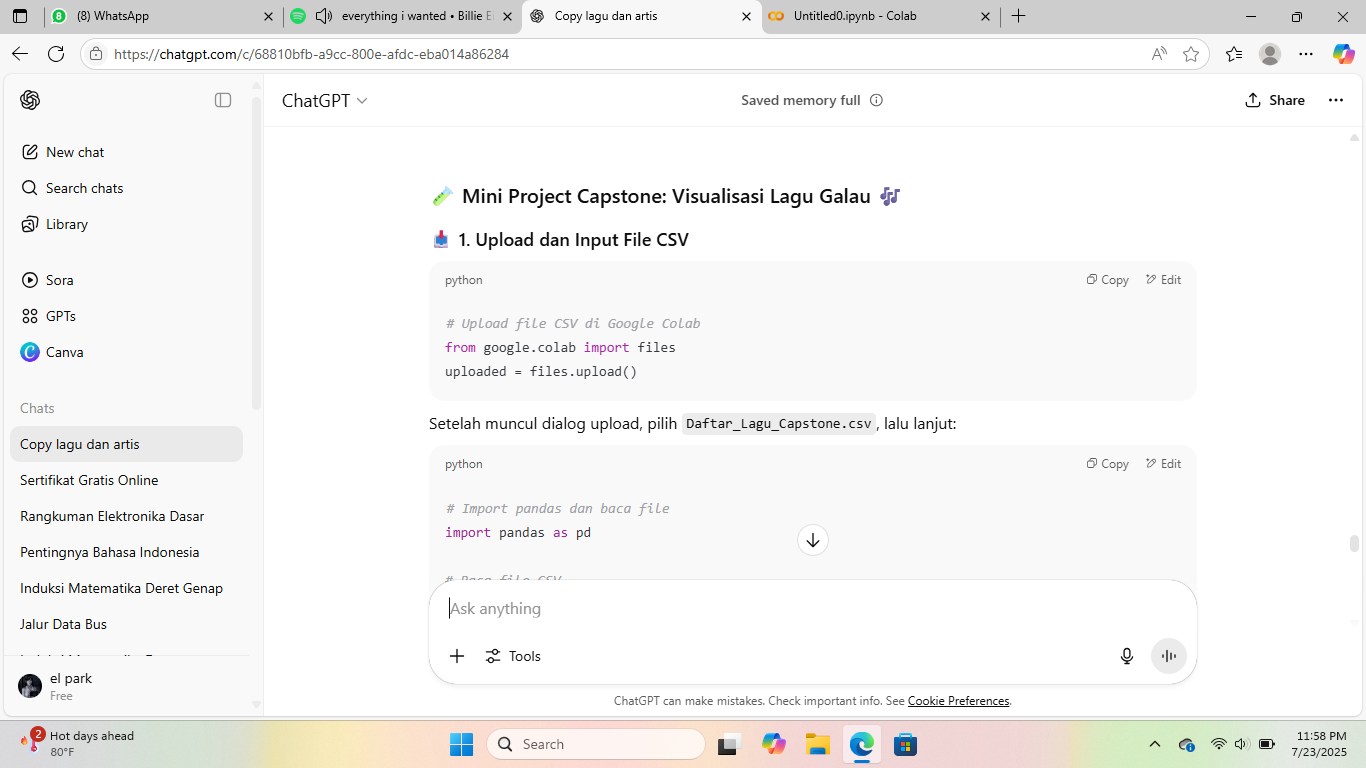 (8) WhatsApp
everything i wanted • Billie Ei
Copy lagu dan artis
Untitled0.ipynb - Colab
https://chatgpt.com/c/68810bfb-a9cc-800e-afdc-eba014a86284
ChatGPT
Saved memory full
Share
New chat
Search chats
Library
Sora
GPTs
Canva
Chats
Copy lagu dan artis
Sertifikat Gratis Online
Rangkuman Elektronika Dasar
Pentingnya Bahasa Indonesia
Induksi Matematika Deret Genap
Jalur Data Bus
el park
Free
Mini Project Capstone: Visualisasi Lagu Galau
1. Upload dan Input File CSV
python
Copy
Edit
# Upload file CSV di Google Colab
from google.colab import files
uploaded = files.upload()
Setelah muncul dialog upload, pilih Daftar_Lagu_Capstone.csv, lalu lanjut:
python
Copy
Edit
# Import pandas dan baca file
import pandas as pd
# Baca file CSV
Ask anything
Tools
ChatGPT can make mistakes. Check important info. See Cookie Preferences.
2
Hot days ahead
80°F
Search
11:58 PM
7/23/2025